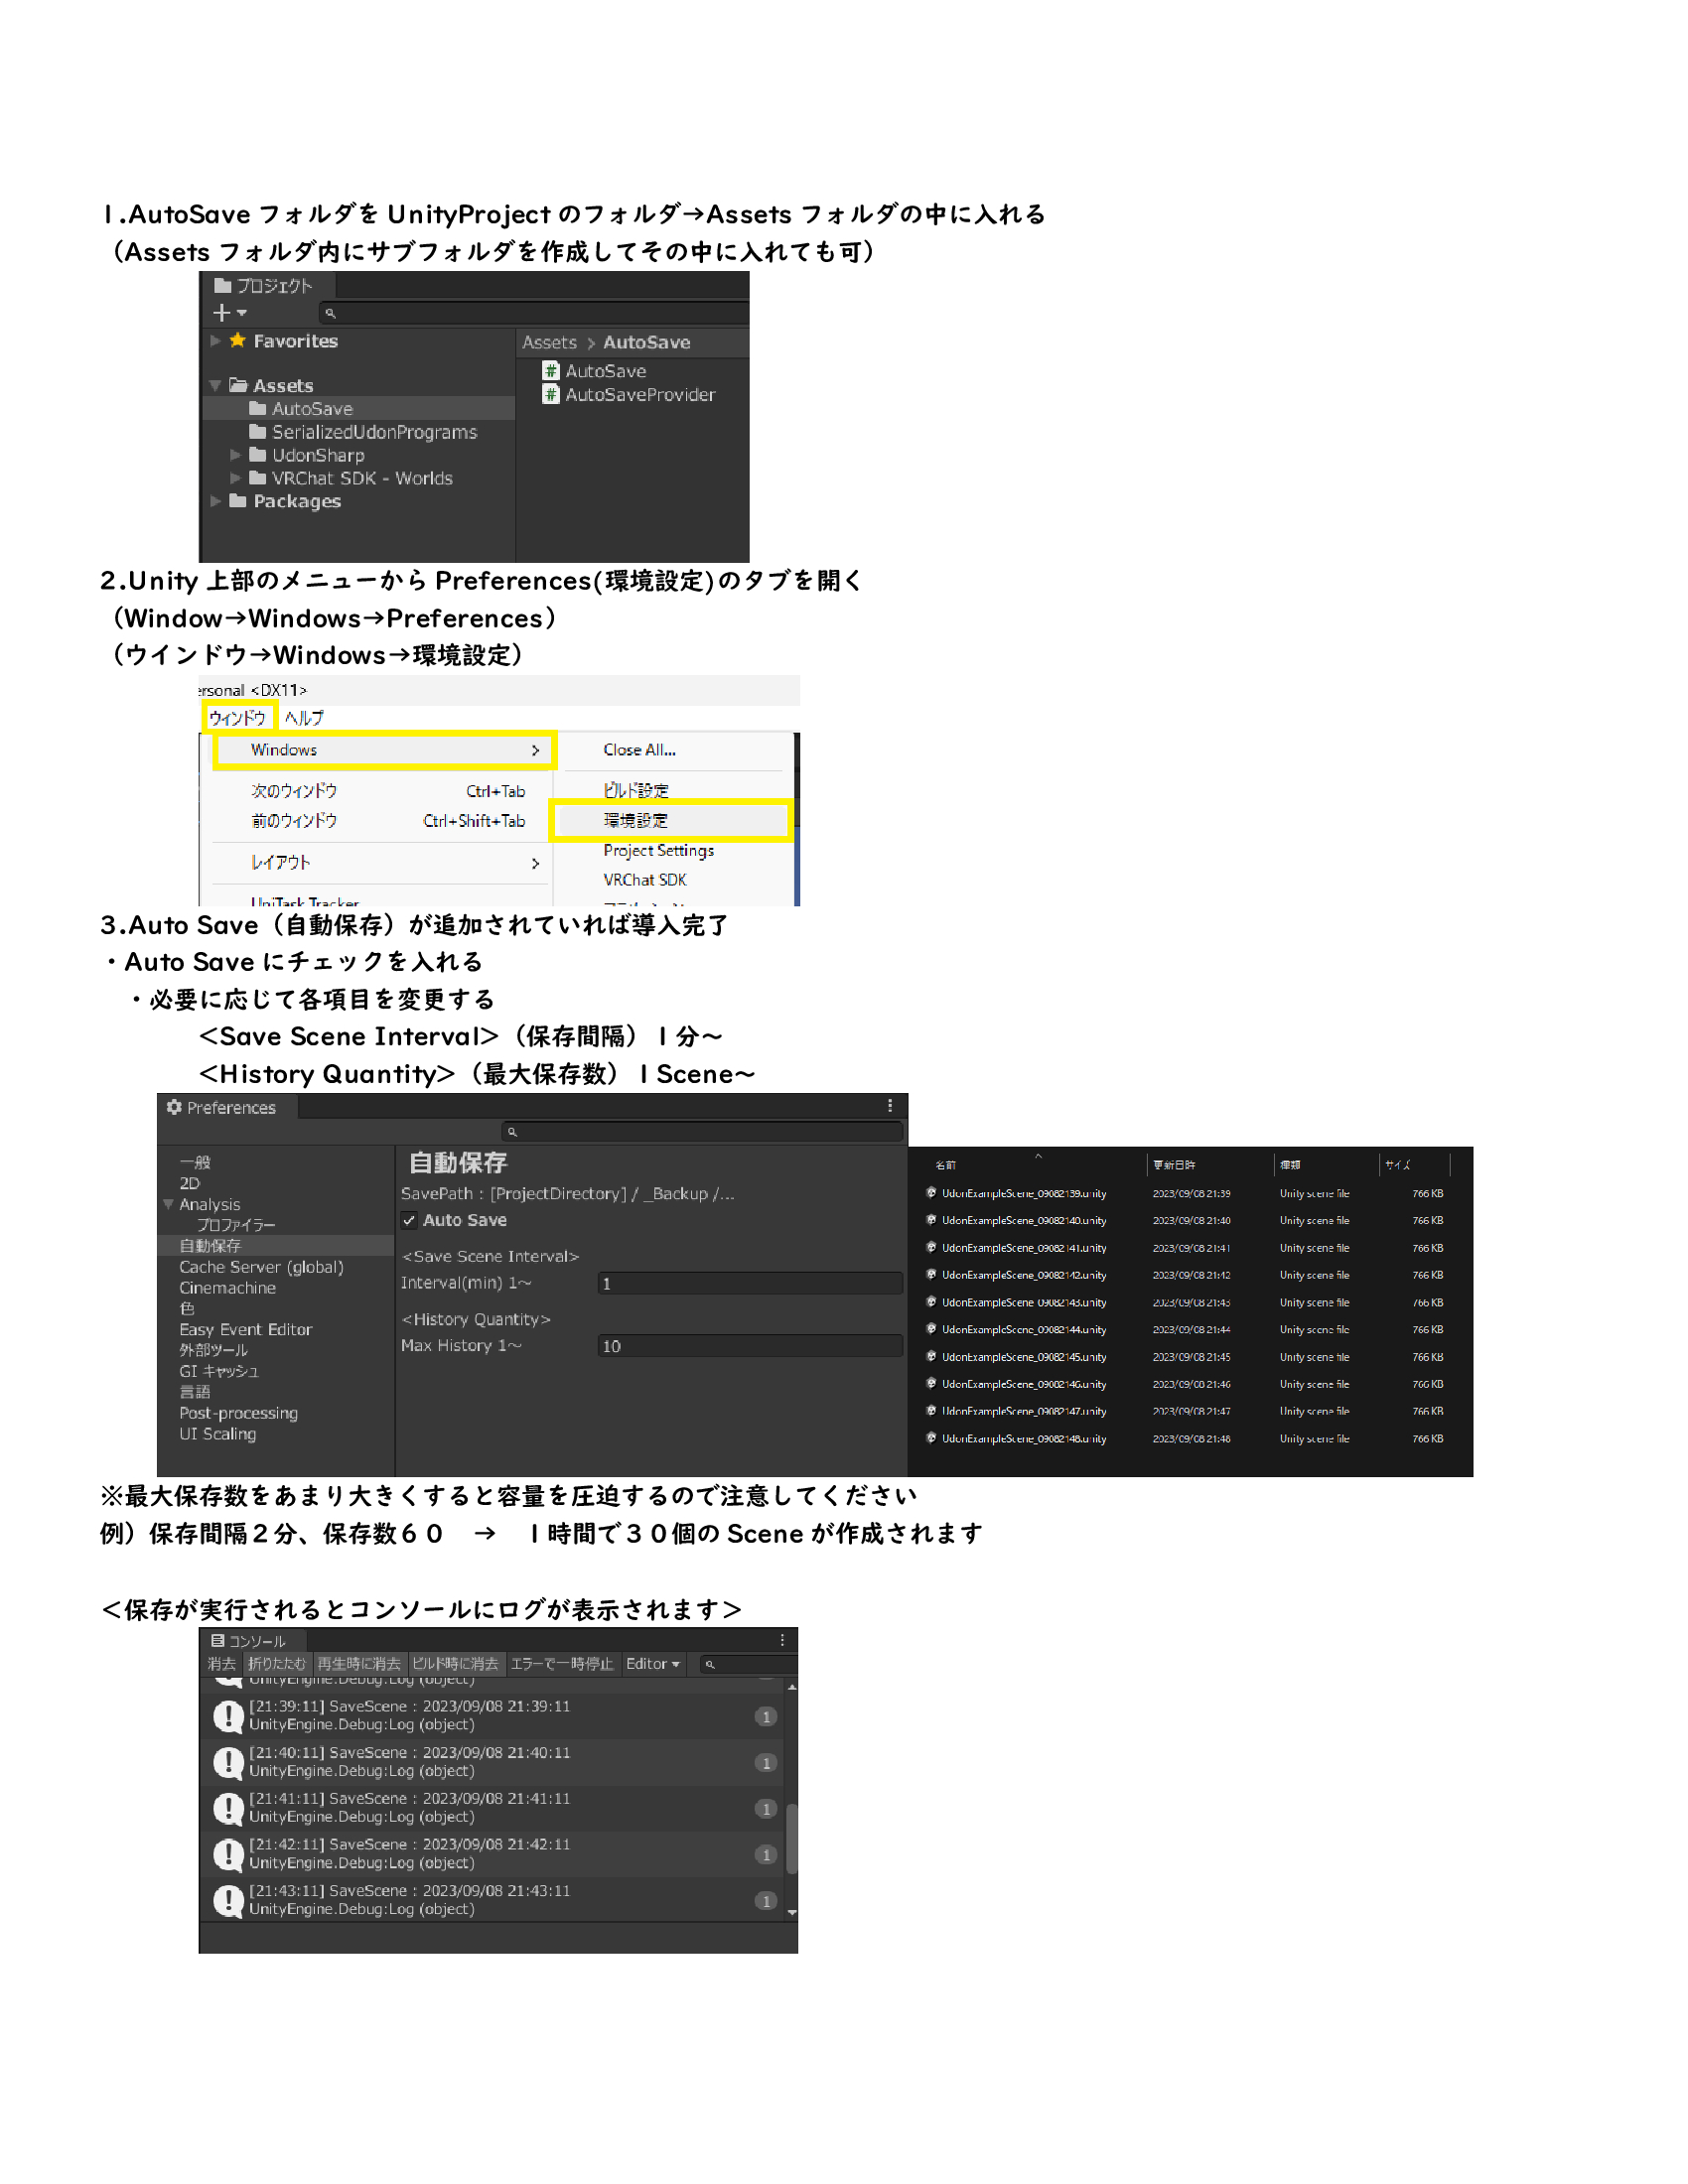 1.AutoSave フォルダを UnityProject のフォルダ→Assets フォルダの中に入れる
（Assets フォルダ内にサブフォルダを作成してその中に入れても可）
プロジェクト
Favorites
Assets
AutoSave
SerializedUdonPrograms
UdonSharp
VRChat SDK - Worlds
Packages
Assets > AutoSave
AutoSave
AutoSaveProvider
2.Unity 上部のメニューから Preferences(環境設定)のタブを開く
（Window→Windows→Preferences）
（ウインドウ→Windows→環境設定）
ersonal <DX11>
ウィンドウ ヘルプ
Windows >
次のウィンドウ Ctrl+Tab
前のウィンドウ Ctrl+Shift+Tab
レイアウト >
UniTask Tracker
Close All...
ビルド設定
環境設定
Project Settings
VRChat SDK
3.Auto Save（自動保存）が追加されていれば導入完了
・Auto Save にチェックを入れる
・必要に応じて各項目を変更する
<Save Scene Interval>（保存間隔）1分～
<History Quantity>（最大保存数）1Scene～
Preferences
一般
2D
Analysis
プロファイラー
自動保存
Cache Server (global)
Cinemachine
色
Easy Event Editor
外部ツール
GI キャッシュ
言語
Post-processing
UI Scaling
自動保存
SavePath : [ProjectDirectory] / _Backup /...
Auto Save
<Save Scene Interval>
Interval(min) 1～ 1
<History Quantity>
Max History 1～ 10
名前 更新日時 種類 サイズ
UdonExampleScene_09082139.unity 2023/09/08 21:39 Unity scene file 766 KB
UdonExampleScene_09082140.unity 2023/09/08 21:40 Unity scene file 766 KB
UdonExampleScene_09082141.unity 2023/09/08 21:41 Unity scene file 766 KB
UdonExampleScene_09082142.unity 2023/09/08 21:42 Unity scene file 766 KB
UdonExampleScene_09082143.unity 2023/09/08 21:43 Unity scene file 766 KB
UdonExampleScene_09082144.unity 2023/09/08 21:44 Unity scene file 766 KB
UdonExampleScene_09082145.unity 2023/09/08 21:45 Unity scene file 766 KB
UdonExampleScene_09082146.unity 2023/09/08 21:46 Unity scene file 766 KB
UdonExampleScene_09082147.unity 2023/09/08 21:47 Unity scene file 766 KB
UdonExampleScene_09082148.unity 2023/09/08 21:48 Unity scene file 766 KB
※最大保存数をあまり大きくすると容量を圧迫するので注意してください
例）保存間隔２分、保存数６０　→　１時間で３０個の Scene が作成されます
＜保存が実行されるとコンソールにログが表示されます＞
コンソール
消去 折りたたむ 再生時に消去 ビルド時に消去 エラーで一時停止 Editor
UnityEngine.Debug:Log (object)
[21:39:11] SaveScene : 2023/09/08 21:39:11
UnityEngine.Debug:Log (object) 1
[21:40:11] SaveScene : 2023/09/08 21:40:11
UnityEngine.Debug:Log (object) 1
[21:41:11] SaveScene : 2023/09/08 21:41:11
UnityEngine.Debug:Log (object) 1
[21:42:11] SaveScene : 2023/09/08 21:42:11
UnityEngine.Debug:Log (object) 1
[21:43:11] SaveScene : 2023/09/08 21:43:11
UnityEngine.Debug:Log (object) 1